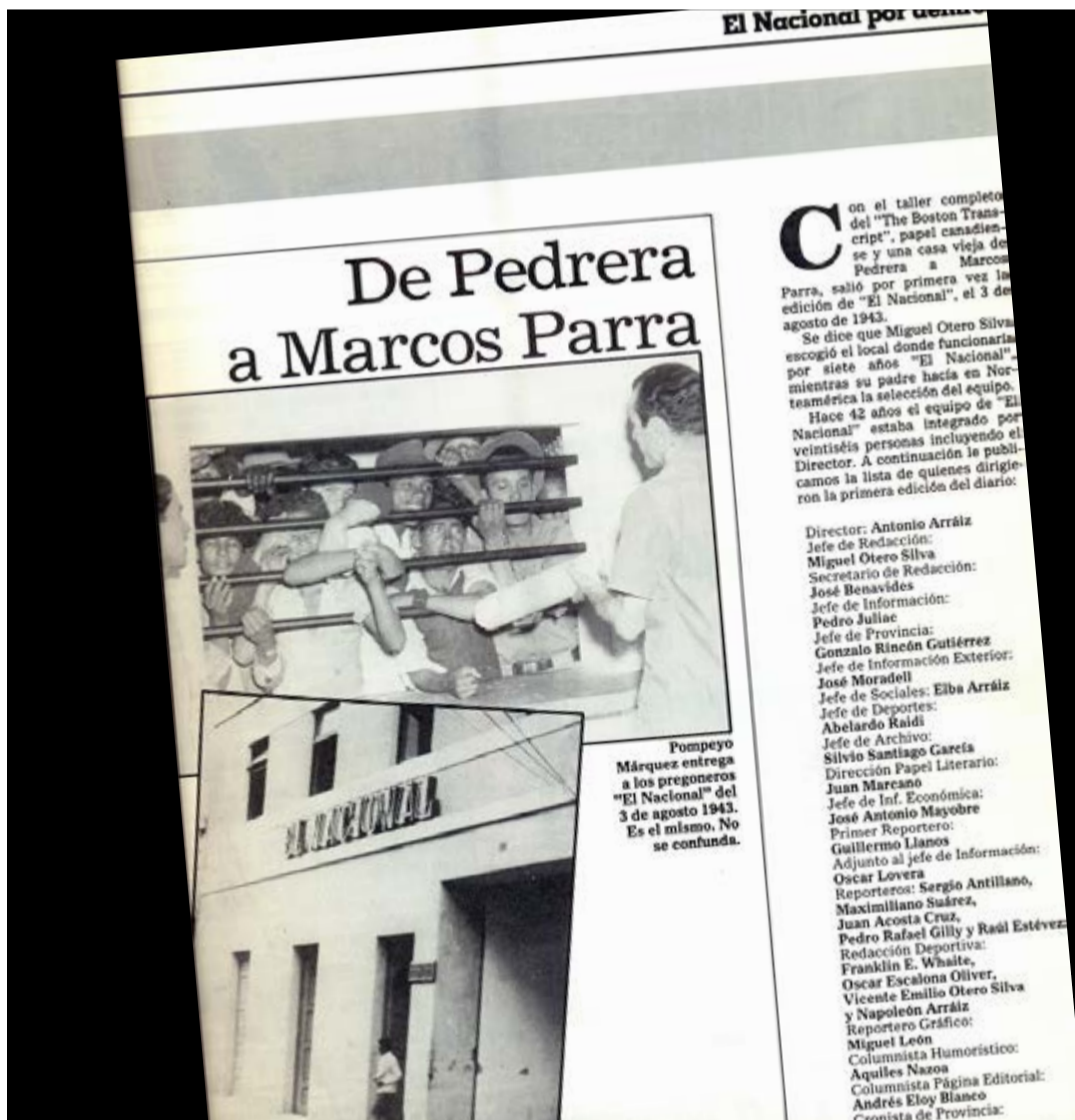 El Nacional por
De Pedrera
a Marcos Parra
Con el taller completo
del "The Boston Trans-
cript", papel canadien-
se y una casa vieja de
Pedrera a Marcos
Parra, salió por primera vez la
edición de "El Nacional", el 3 de
agosto de 1943.
Se dice que Miguel Otero Silva
escogió el local donde funcionaría
por siete años "El Nacional",
mientras su padre hacía en Nor-
teamérica la selección del equipo.
Hace 42 años el equipo de "El
Nacional" estaba integrado por
veintiséis personas incluyendo el
Director. A continuación le publi-
camos la lista de quienes dirigie-
ron la primera edición del diario:
Director: Antonio Arráiz
Jefe de Redacción:
Miguel Otero Silva
Secretario de Redacción:
José Benavides
Jefe de Información:
Pedro Juliac
Jefe de Provincia:
Gonzalo Rincón Gutiérrez
Jefe de Información Exterior:
José Moradell
Jefe de Sociales: Elba Arráiz
Jefe de Deportes:
Abelardo Raidi
Jefe de Archivo:
Silvio Santiago García
Dirección Papel Literario:
Juan Marcano
Jefe de Inf. Económica:
José Antonio Mayobre
Primer Reportero:
Guillermo Llanos
Adjunto al jefe de Información:
Oscar Lovera
Reporteros: Sergio Antillano,
Maximiliano Suárez,
Juan Acosta Cruz,
Pedro Rafael Gilly y Raúl Estévez
Redacción Deportiva:
Franklin E. Whaite,
Oscar Escalona Oliver,
Vicente Emilio Otero Silva
y Napoleón Arráiz
Reportero Gráfico:
Miguel León
Columnista Humorístico:
Aquiles Nazoa
Columnista Página Editorial:
Andrés Eloy Blanco
Cronista de Provincia:
Pompeyo
Márquez entrega
a los pregoneros
"El Nacional" del
3 de agosto 1943.
Es el mismo. No
se confunda.
EL NACIONAL